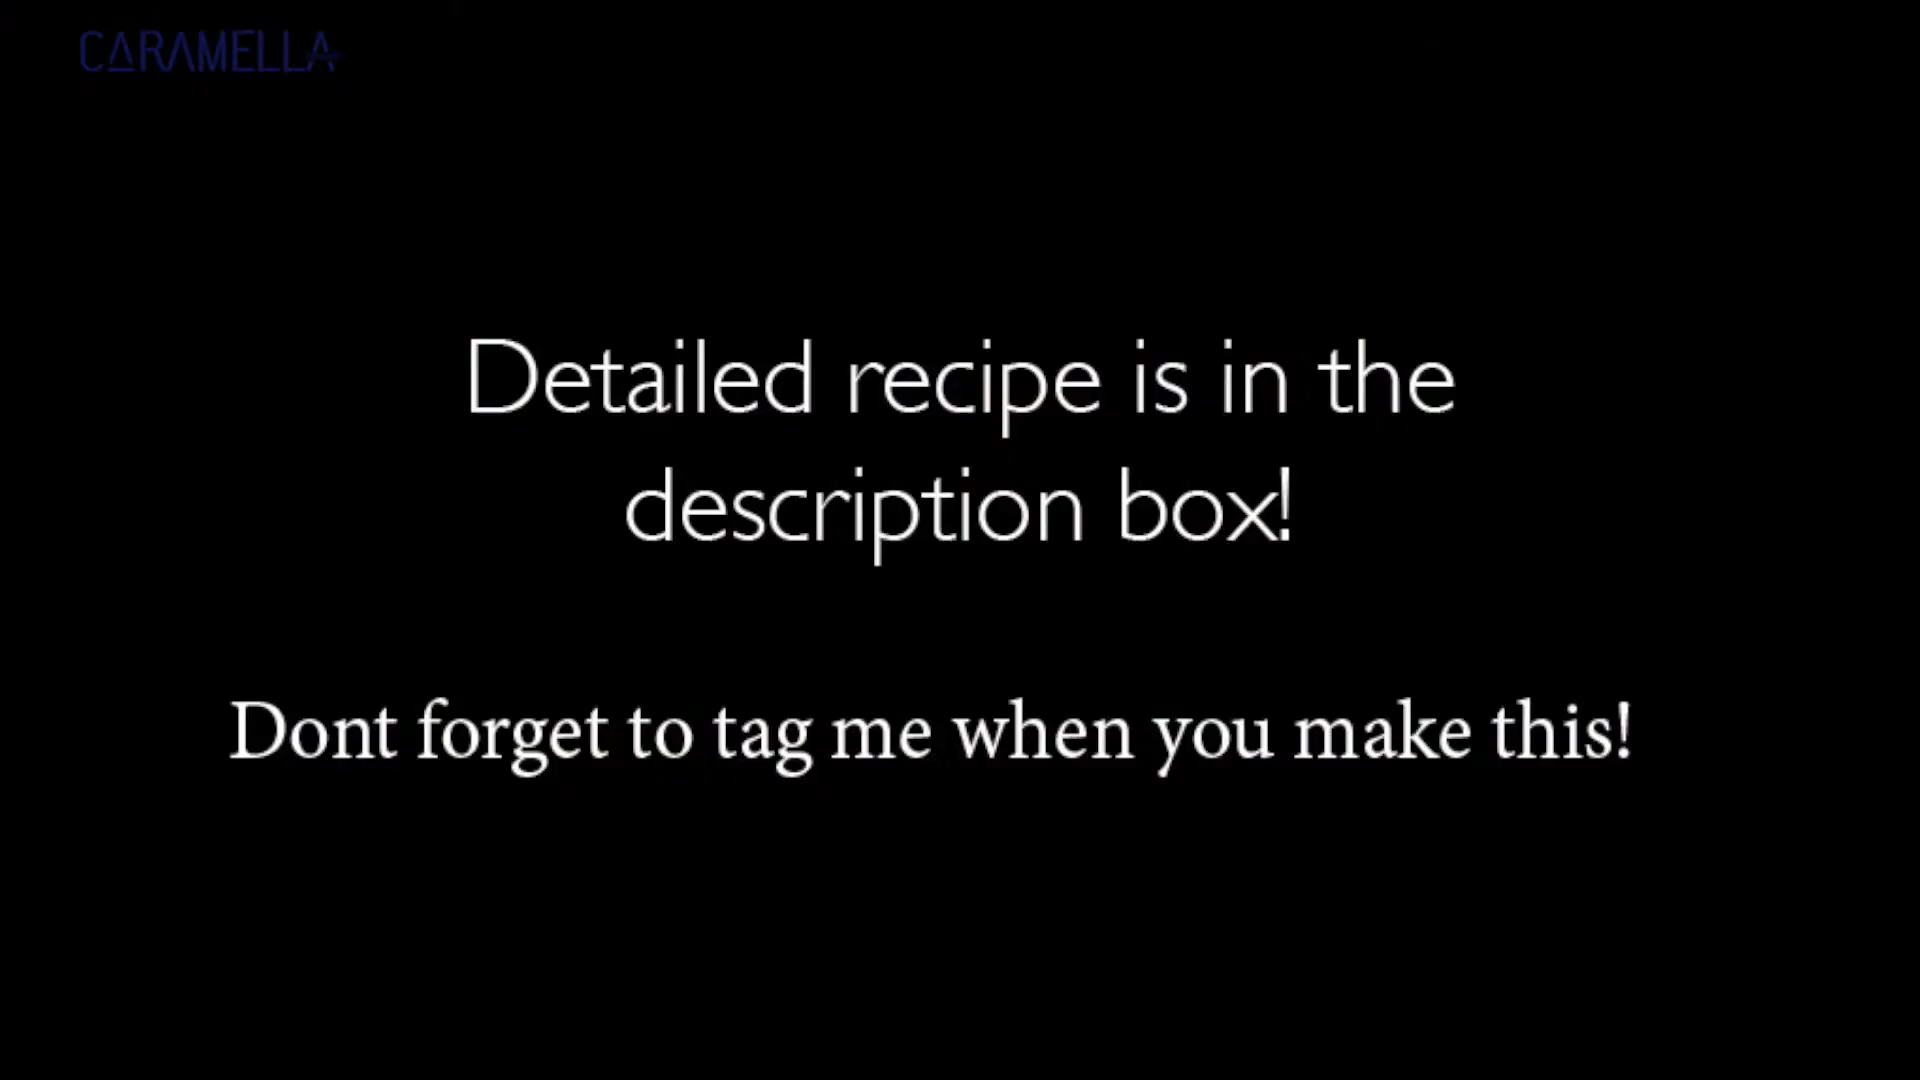 CARAMELLA
Detailed recipe is in the
description box!
Dont forget to tag me when you make this!